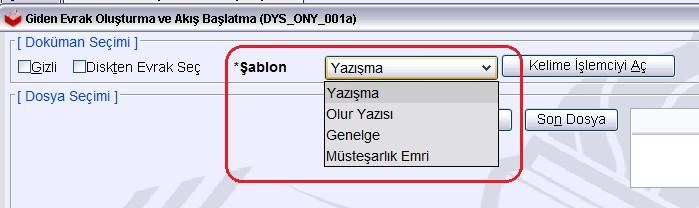 Giden Evrak Oluşturma ve Akış Başlatma (DYS_ONY_001a)
[ Doküman Seçimi ]
Gizli Diskten Evrak Seç *Şablon Yazışma Kelime İşlemciyi Aç
Yazışma
[ Dosya Seçimi ]
Olur Yazısı Son Dosya
Genelge
Müsteşarlık Emri